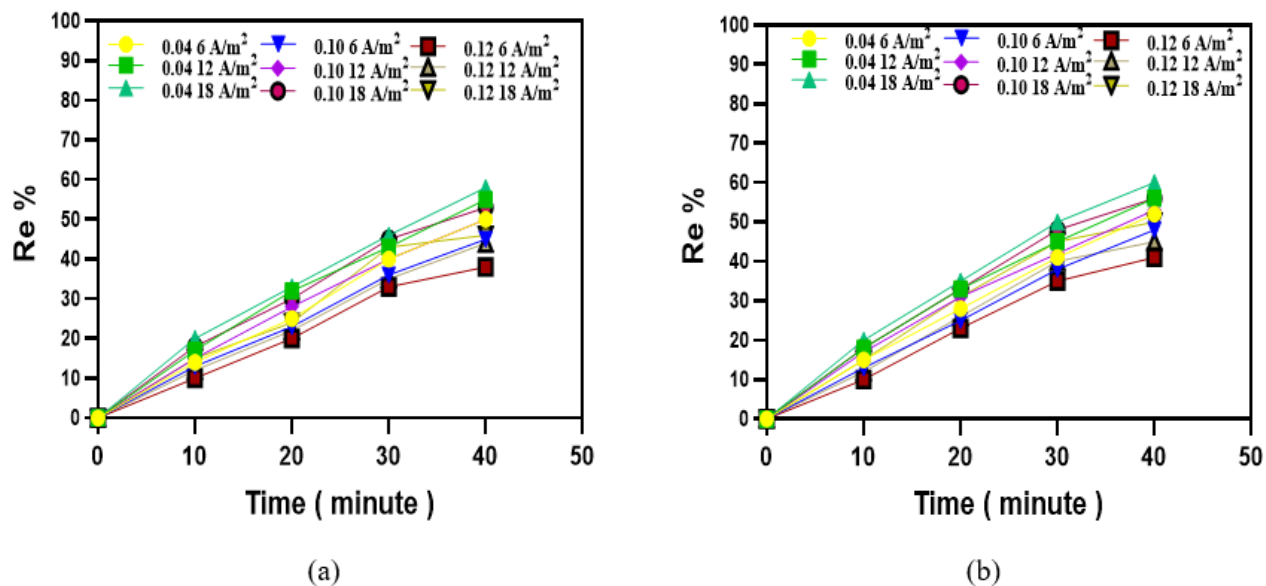 100
90
80
70
60
50
40
30
20
10
0
Re %
0.04 6 A/m²
0.04 12 A/m²
0.04 18 A/m²
0.10 6 A/m²
0.10 12 A/m²
0.10 18 A/m²
0.12 6 A/m²
0.12 12 A/m²
0.12 18 A/m²
0 10 20 30 40 50
Time ( minute )
(a)
100
90
80
70
60
50
40
30
20
10
0
Re %
0.04 6 A/m²
0.04 12 A/m²
0.04 18 A/m²
0.10 6 A/m²
0.10 12 A/m²
0.10 18 A/m²
0.12 6 A/m²
0.12 12 A/m²
0.12 18 A/m²
0 10 20 30 40 50
Time ( minute )
(b)